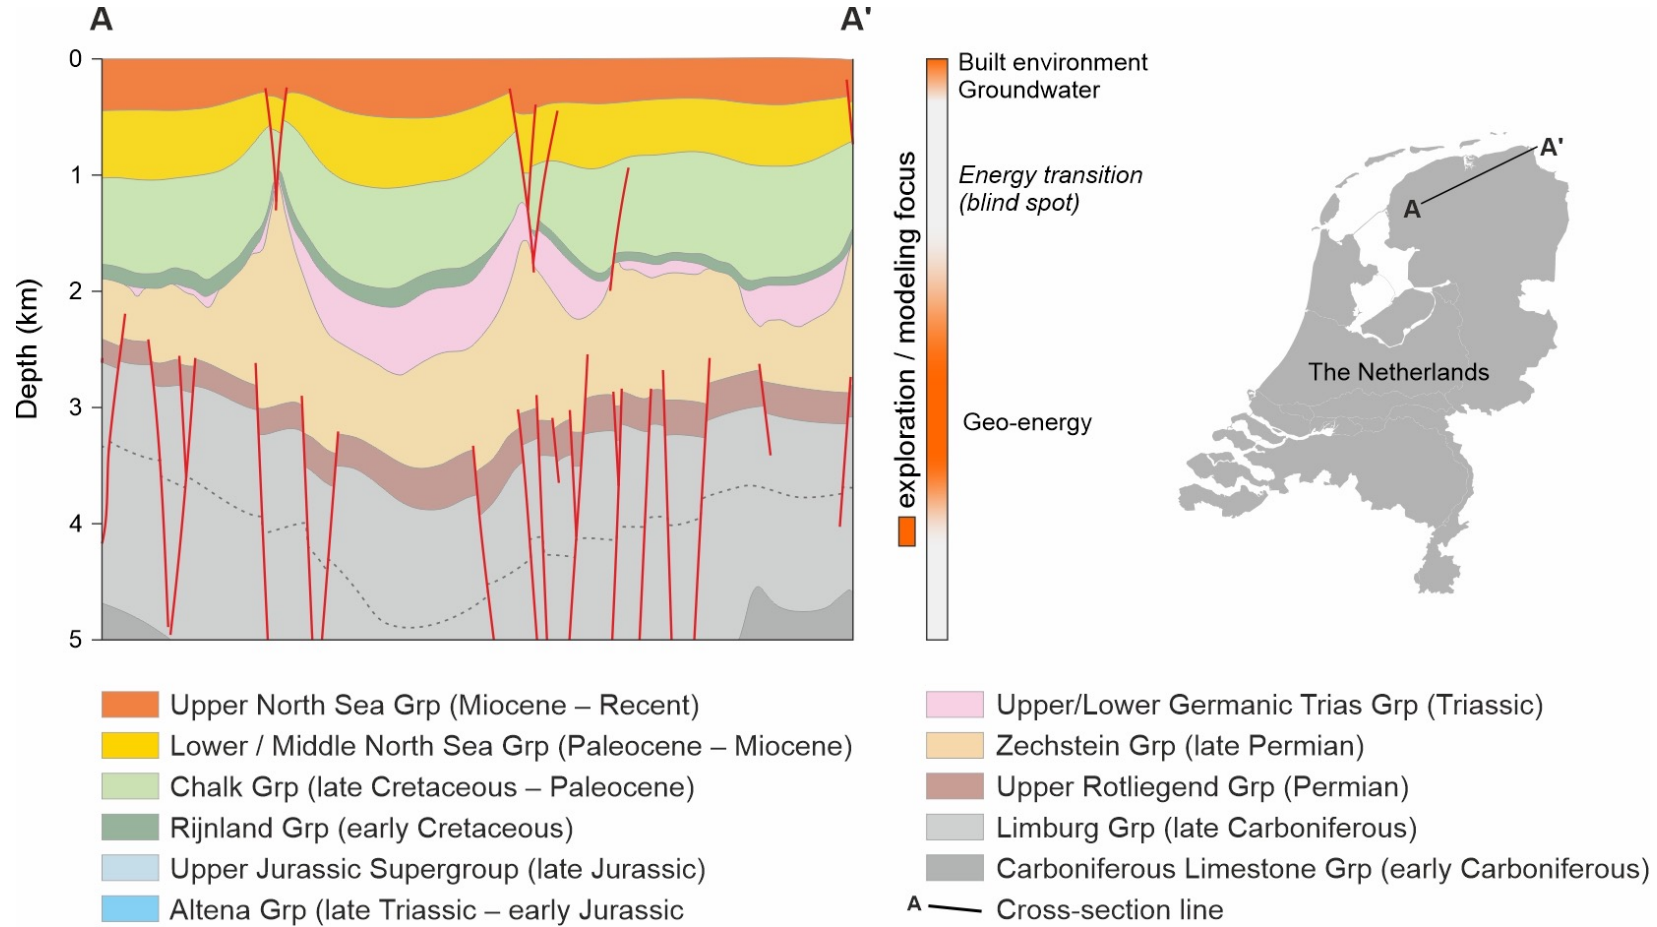 A
A'
0
1
2
3
4
5
Depth (km)
exploration / modeling focus
Built environment
Groundwater
Energy transition
(blind spot)
Geo-energy
A'
A
The Netherlands
Upper North Sea Grp (Miocene – Recent)
Lower / Middle North Sea Grp (Paleocene – Miocene)
Chalk Grp (late Cretaceous – Paleocene)
Rijnland Grp (early Cretaceous)
Upper Jurassic Supergroup (late Jurassic)
Altena Grp (late Triassic – early Jurassic
Upper/Lower Germanic Trias Grp (Triassic)
Zechstein Grp (late Permian)
Upper Rotliegend Grp (Permian)
Limburg Grp (late Carboniferous)
Carboniferous Limestone Grp (early Carboniferous)
A
Cross-section line